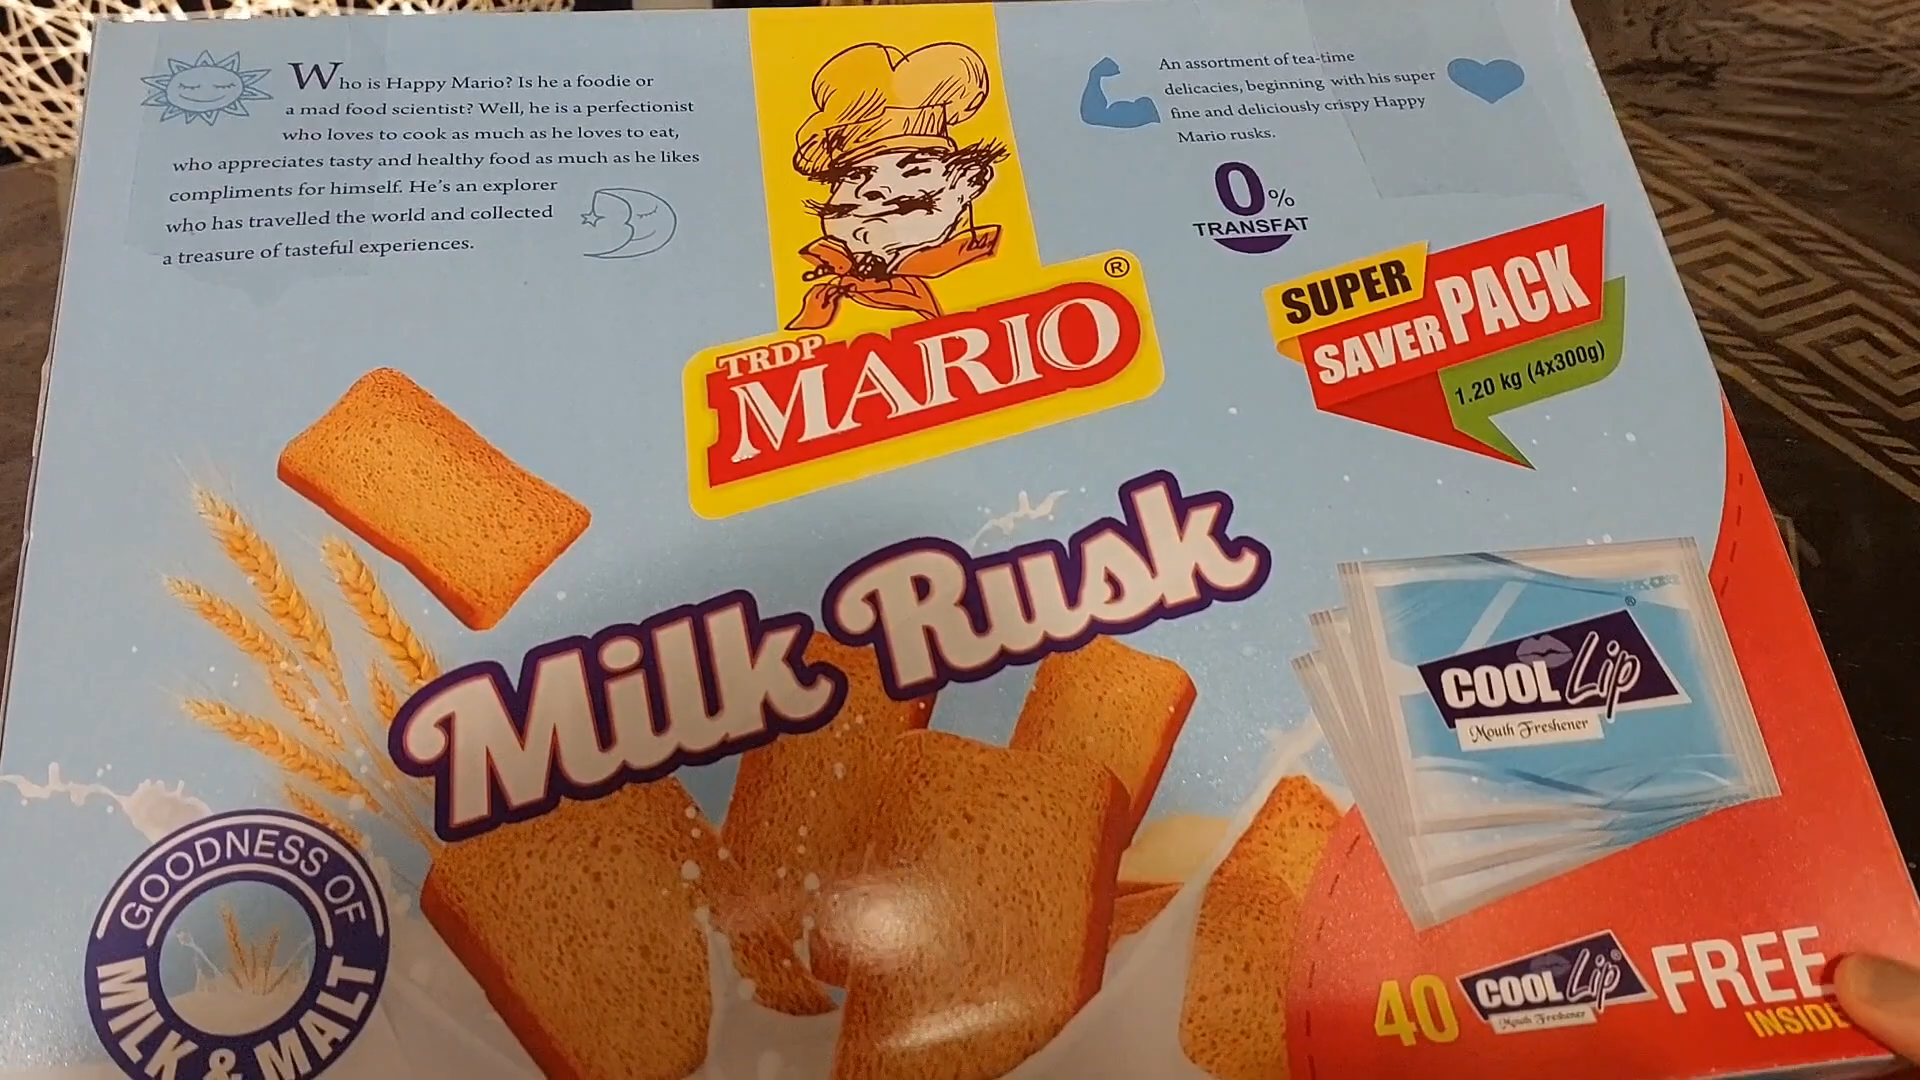 Who is Happy Mario? Is he a foodie or
a mad food scientist? Well, he is a perfectionist
who loves to cook as much as he loves to eat,
who appreciates tasty and healthy food as much as he likes
compliments for himself. He's an explorer
who has travelled the world and collected
a treasure of tasteful experiences.
An assortment of tea-time
delicacies, beginning with his super
fine and deliciously crispy Happy
Mario rusks.
0%
TRANSFAT
TRDP
MARIO®
SUPER
SAVER PACK
1.20 kg (4x300g)
Milk Rusk
COOL Lip®
Mouth Freshener
GOODNESS OF
MILK & MALT
40 COOL Lip® FREE
Mouth Freshener
INSIDE